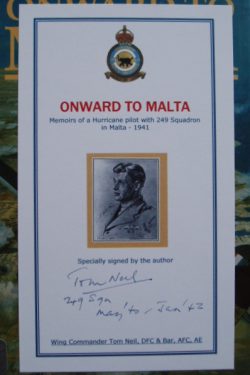 ONWARD TO MALTA
Memoirs of a Hurricane pilot with 249 Squadron
in Malta - 1941
Specially signed by the author
Tom Neil
249 Sqn
May '40 - Jan '42
Wing Commander Tom Neil, DFC & Bar, AFC, AE